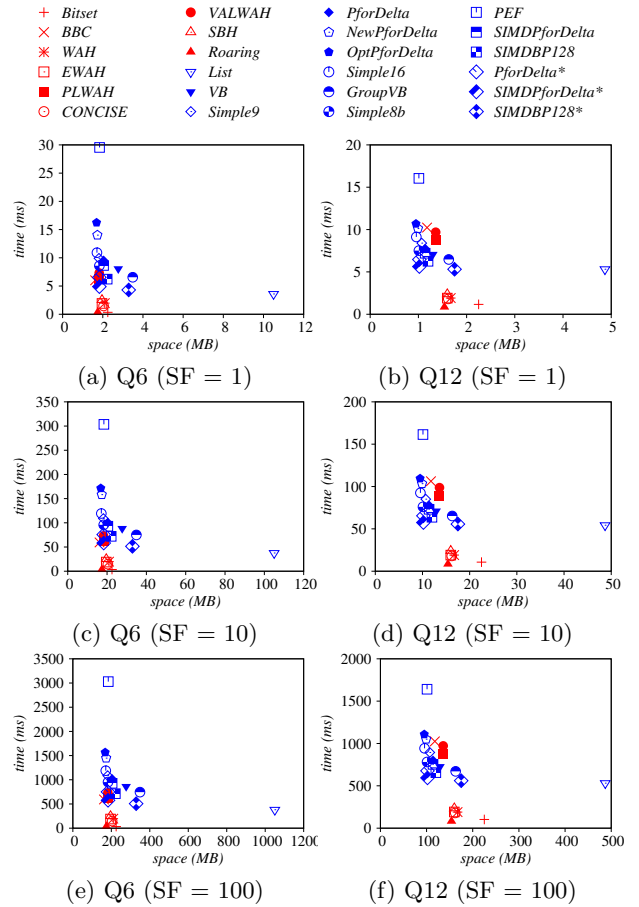 Bitset VALWAH PforDelta PEF
BBC SBH NewPforDelta SIMDPforDelta
WAH Roaring OptPforDelta SIMDBP128
EWAH List Simple16 PforDelta*
PLWAH VB GroupVB SIMDPforDelta*
CONCISE Simple9 Simple8b SIMDBP128*
30
25
20
15
10
5
0
time (ms)
0 2 4 6 8 10 12
space (MB)
(a) Q6 (SF = 1)
20
15
10
5
0
time (ms)
0 1 2 3 4 5
space (MB)
(b) Q12 (SF = 1)
350
300
250
200
150
100
50
0
time (ms)
0 20 40 60 80 100 120
space (MB)
(c) Q6 (SF = 10)
200
150
100
50
0
time (ms)
0 10 20 30 40 50
space (MB)
(d) Q12 (SF = 10)
3500
3000
2500
2000
1500
1000
500
0
time (ms)
0 200 400 600 800 1000 1200
space (MB)
(e) Q6 (SF = 100)
2000
1500
1000
500
0
time (ms)
0 100 200 300 400 500
space (MB)
(f) Q12 (SF = 100)